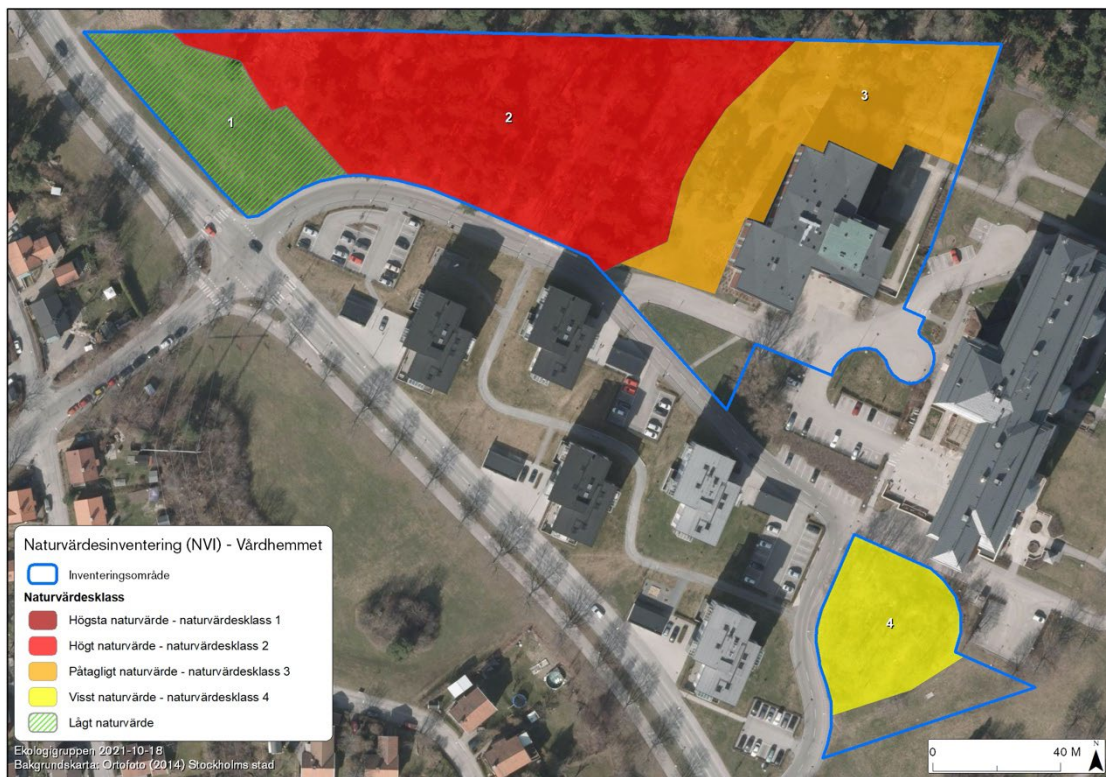 1
2
3
4
Naturvärdesinventering (NVI) - Vårdhemmet
Inventeringsområde
Naturvärdesklass
Högsta naturvärde - naturvärdesklass 1
Högt naturvärde - naturvärdesklass 2
Påtagligt naturvärde - naturvärdesklass 3
Visst naturvärde - naturvärdesklass 4
Lågt naturvärde
Ekologigruppen 2021-10-18
Bakgrundskarta: Ortofoto (2014) Stockholms stad
0 40 M
N